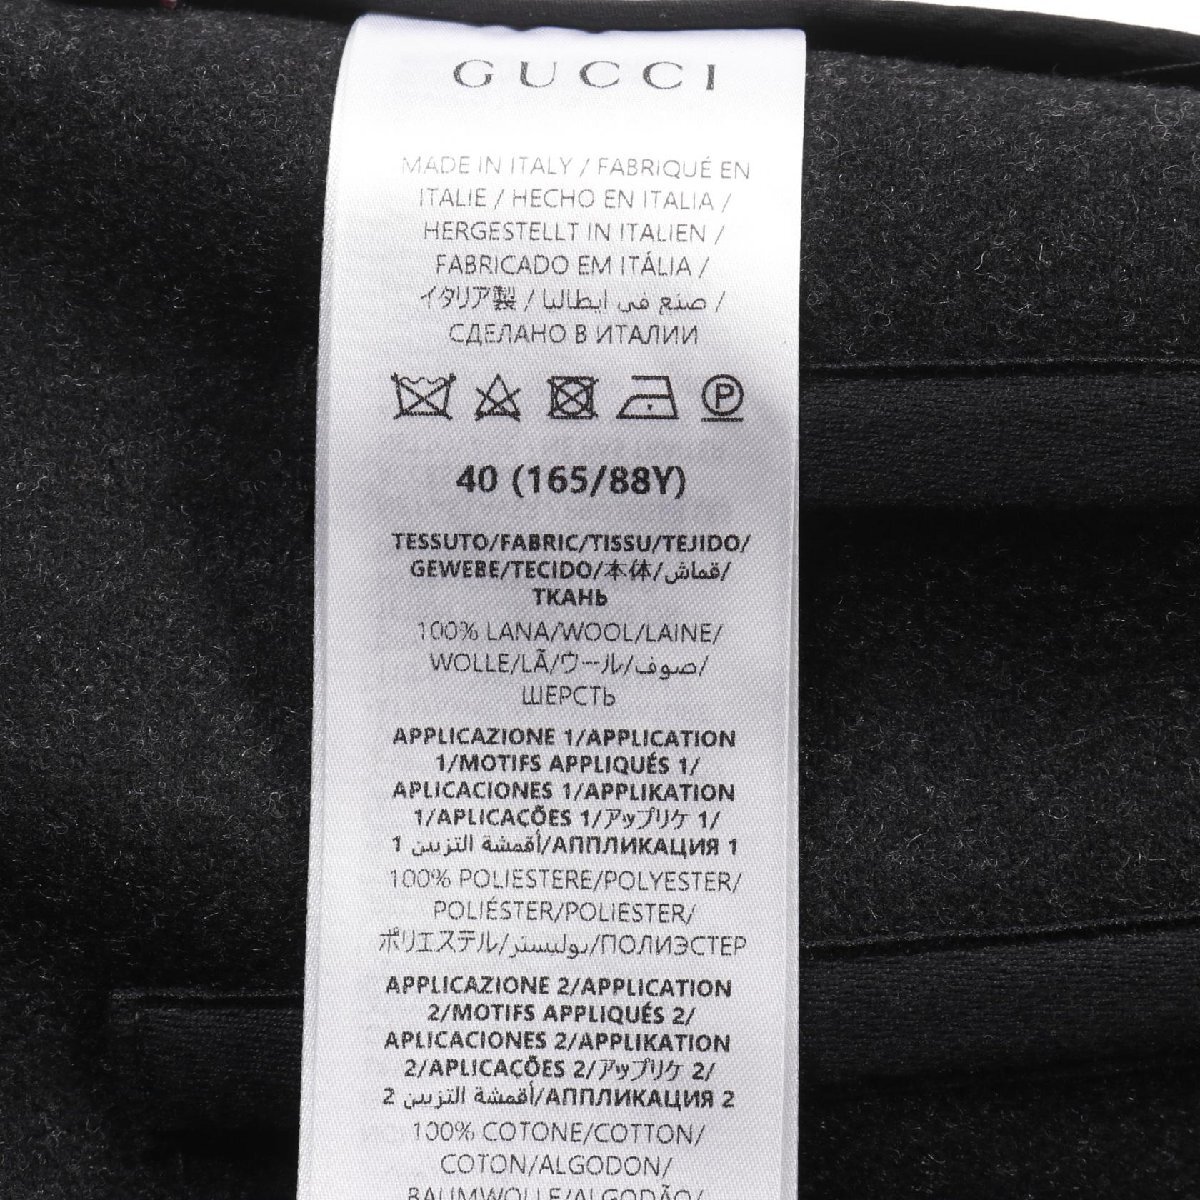 GUCCI
MADE IN ITALY / FABRIQUÉ EN
ITALIE / HECHO EN ITALIA /
HERGESTELLT IN ITALIEN /
FABRICADO EM ITÁLIA /
イタリア製 / صنع في ايطاليا /
СДЕЛАНО В ИТАЛИИ
P
40 (165/88Y)
TESSUTO/FABRIC/TISSU/TEJIDO/
GEWEBE/TECIDO/本体/قماش/
ТКАНЬ
100% LANA/WOOL/LAINE/
WOLLE/LÃ/ウール/صوف/
ШЕРСТЬ
APPLICAZIONE 1/APPLICATION
1/MOTIFS APPLIQUÉS 1/
APLICACIONES 1/APPLIKATION
1/APLICAÇÕES 1/アップリケ 1/
1 أقمشة التزيين/АППЛИКАЦИЯ 1
100% POLIESTERE/POLYESTER/
POLIÉSTER/POLIESTER/
ポリエステル/بوليستر/ПОЛИЭСТЕР
APPLICAZIONE 2/APPLICATION
2/MOTIFS APPLIQUÉS 2/
APLICACIONES 2/APPLIKATION
2/APLICAÇÕES 2/アップリケ 2/
2 أقمشة التزيين/АППЛИКАЦИЯ 2
100% COTONE/COTTON/
COTON/ALGODON/
BAUMWOLLE/ALGODÃO/